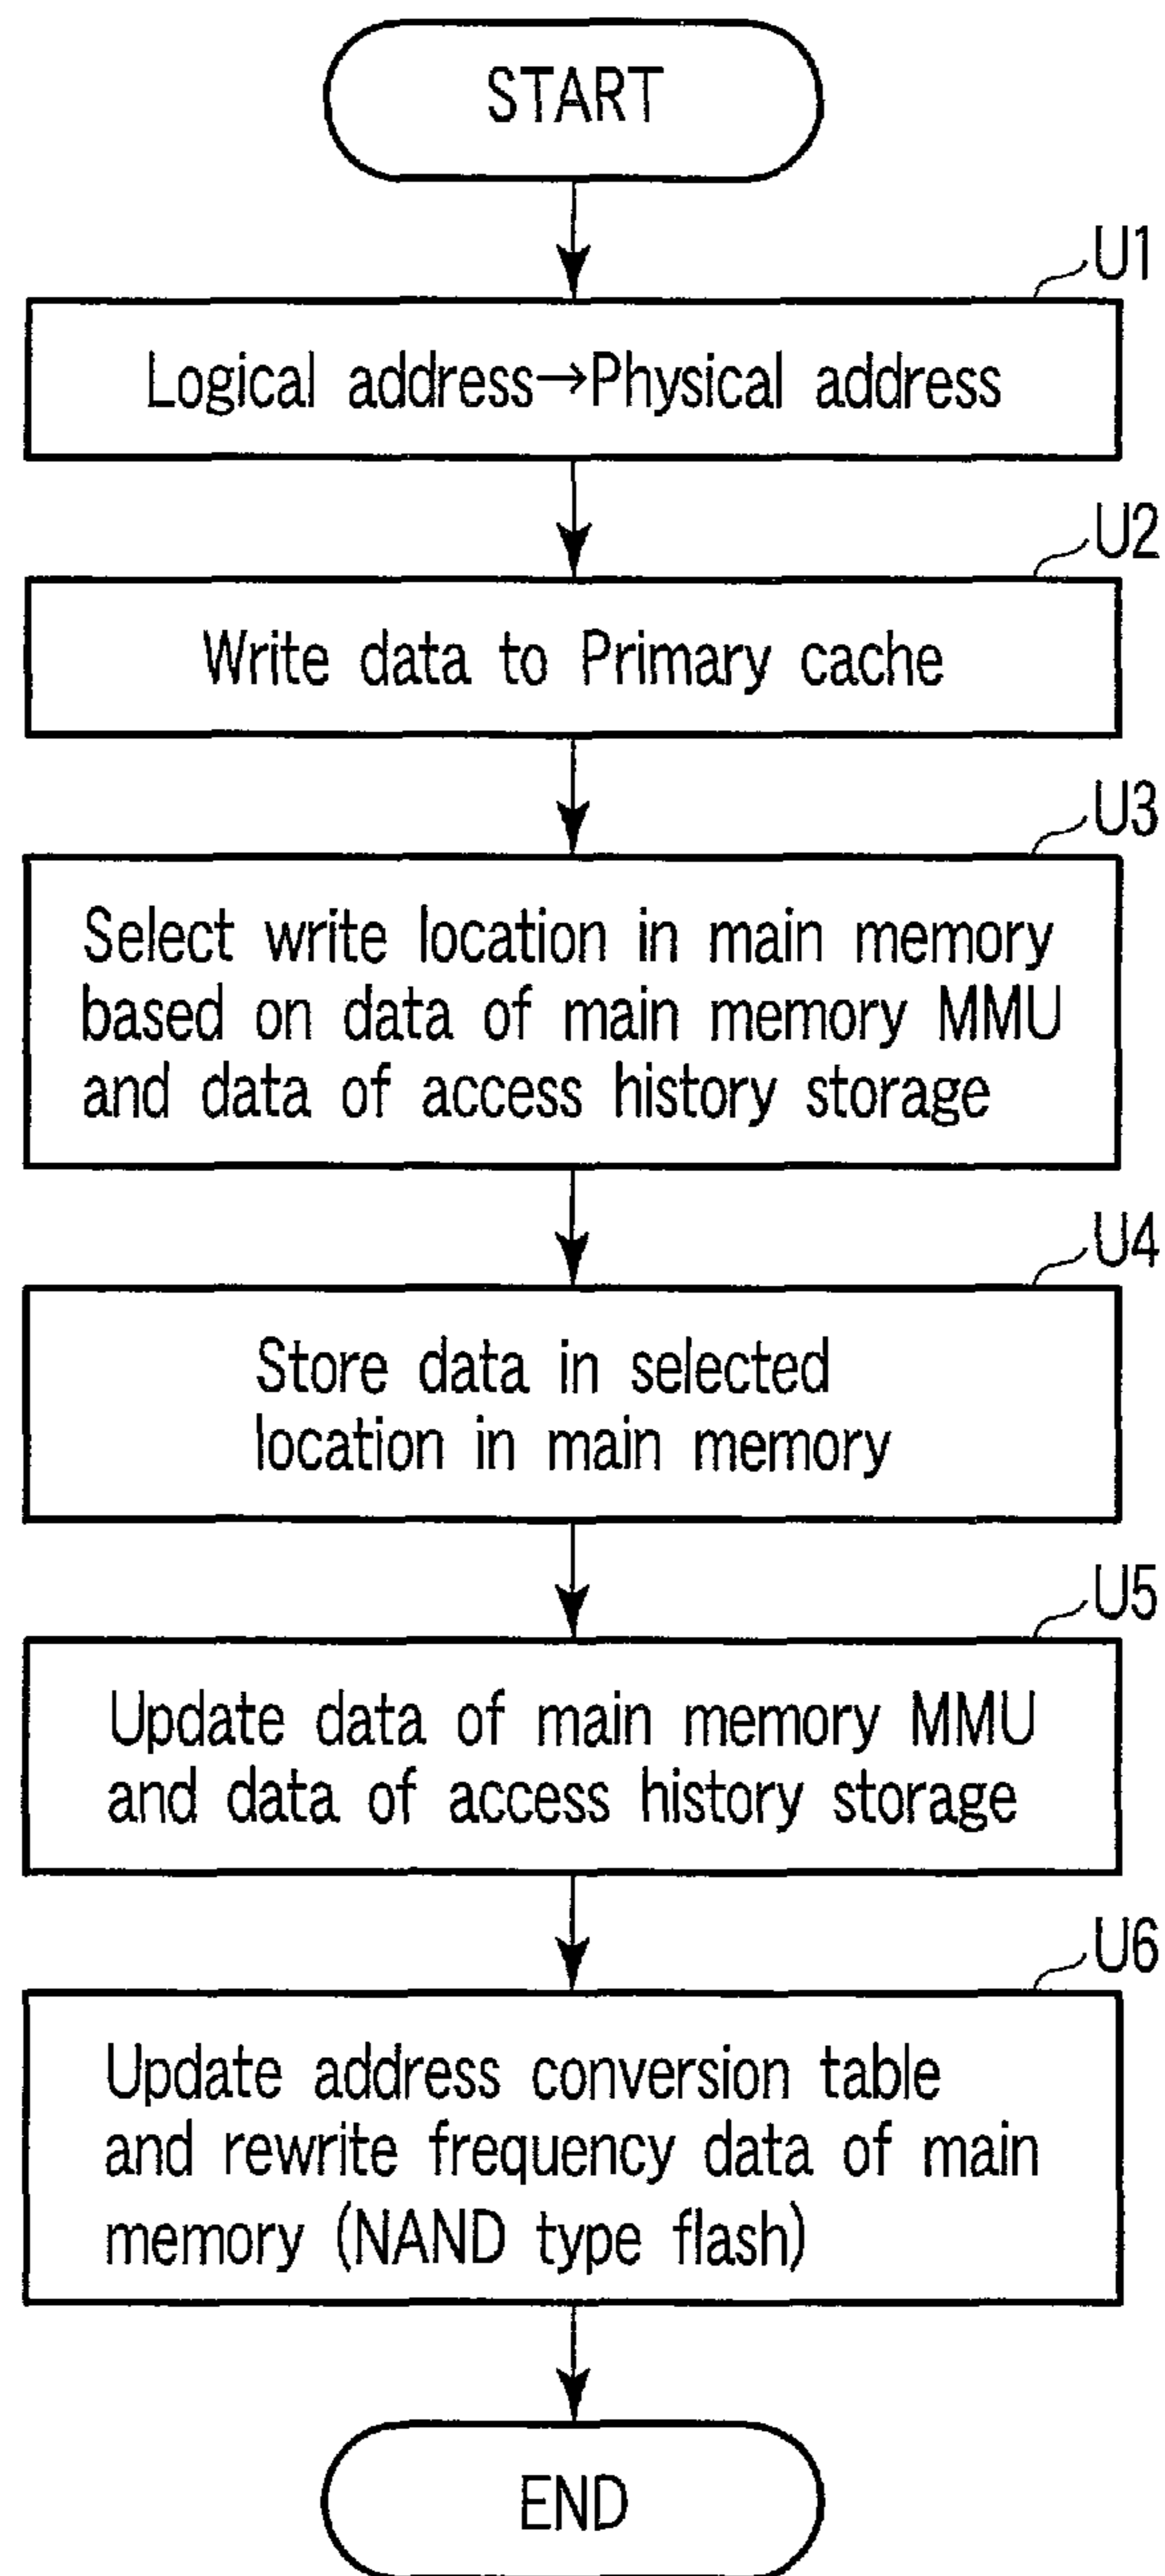 START
U1
Logical address→Physical address
U2
Write data to Primary cache
U3
Select write location in main memory
based on data of main memory MMU
and data of access history storage
U4
Store data in selected
location in main memory
U5
Update data of main memory MMU
and data of access history storage
U6
Update address conversion table
and rewrite frequency data of main
memory (NAND type flash)
END